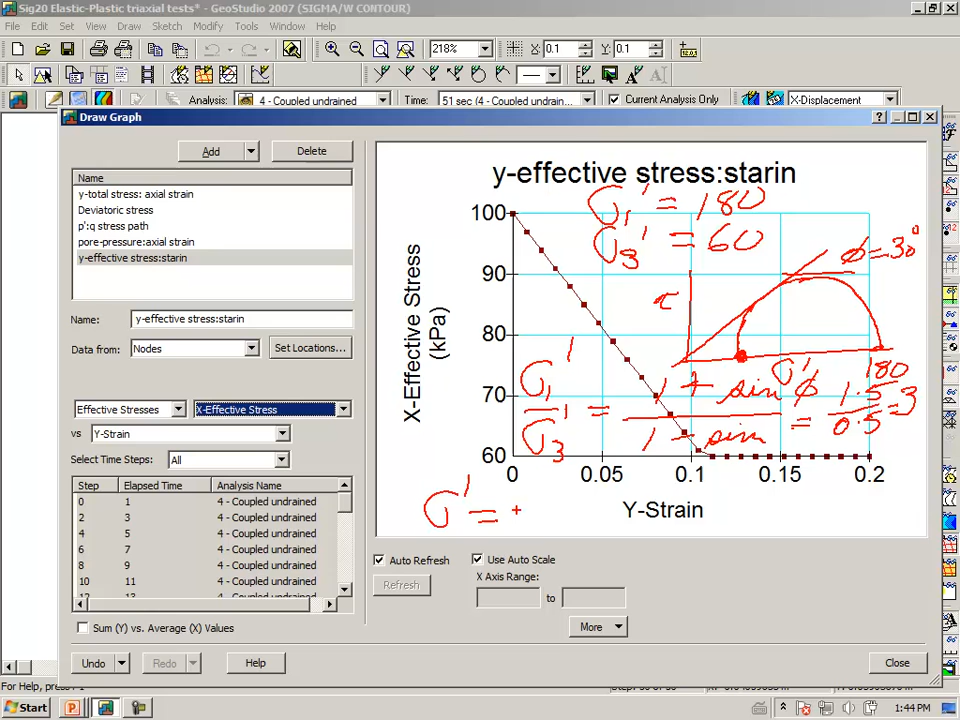 Sig20 Elastic-Plastic triaxial tests* - GeoStudio 2007 (SIGMA/W CONTOUR)
File Edit Set View Draw Sketch Modify Tools Window Help
218% X: 0.1 Y: 0.1
Analysis: 4 - Coupled undrained Time: 51 sec (4 - Coupled undrain... Current Analysis Only X-Displacement
Draw Graph
Add Delete
Name
y-total stress: axial strain
Deviatoric stress
p':q stress path
pore-pressure:axial strain
y-effective stress:starin
Name: y-effective stress:starin
Data from: Nodes Set Locations...
Effective Stresses X-Effective Stress
vs Y-Strain
Select Time Steps: All
Step Elapsed Time Analysis Name
0 1 4 - Coupled undrained
2 3 4 - Coupled undrained
4 5 4 - Coupled undrained
6 7 4 - Coupled undrained
8 9 4 - Coupled undrained
10 11 4 - Coupled undrained
12 13 4 - Coupled undrained
Sum (Y) vs. Average (X) Values
Undo Redo Help
y-effective stress:starin
σ1' = 180
σ3' = 60
φ = 30°
τ
σ' 180
σ1'/σ3' = 1 + sin φ / 1 - sin = 1.5/0.5 = 3
σ' =
X-Effective Stress
(kPa)
100
90
80
70
60
0 0.05 0.1 0.15 0.2
Y-Strain
Auto Refresh Use Auto Scale
Refresh X Axis Range:
to
More
Close
For Help, press F1
Start 1:44 PM